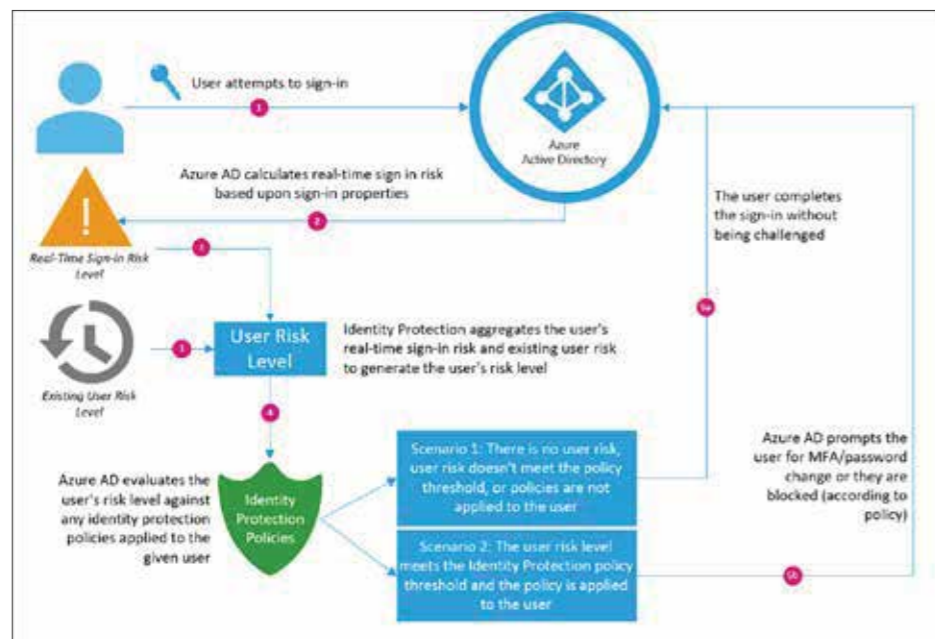 User attempts to sign-in
1
Azure
Active Directory
Azure AD calculates real-time sign in risk
based upon sign-in properties
2
The user completes
the sign-in without
being challenged
Real-Time Sign-in Risk
Level
3
5a
User Risk
Level
Identity Protection aggregates the user's
real-time sign-in risk and existing user risk
to generate the user's risk level
3
Existing User Risk
Level
4
Scenario 1: There is no user risk,
user risk doesn't meet the policy
threshold, or policies are not
applied to the user
Azure AD prompts the
user for MFA/password
change or they are
blocked (according to
policy)
Azure AD evaluates the
user's risk level against
any identity protection
policies applied to the
given user
Identity
Protection
Policies
Scenario 2: The user risk level
meets the Identity Protection policy
threshold and the policy is applied
to the user
5b